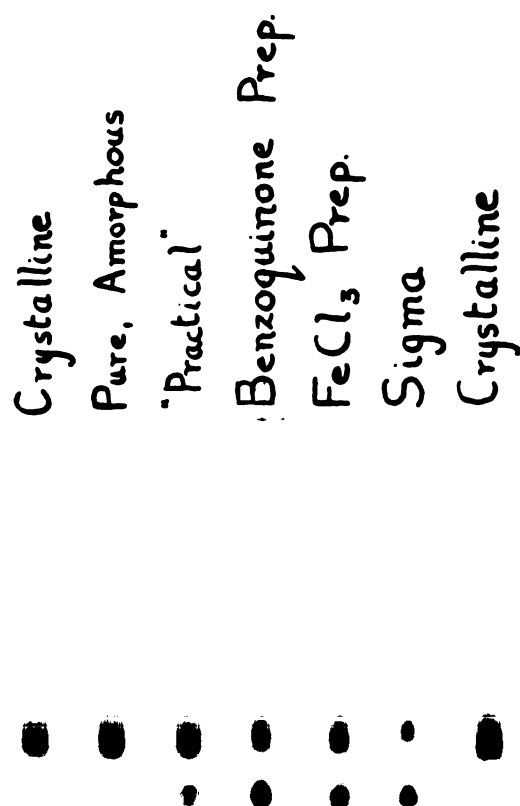 Crystalline
Pure, Amorphous
"Practical"
Benzoquinone Prep.
FeCl₃ Prep.
Sigma
Crystalline